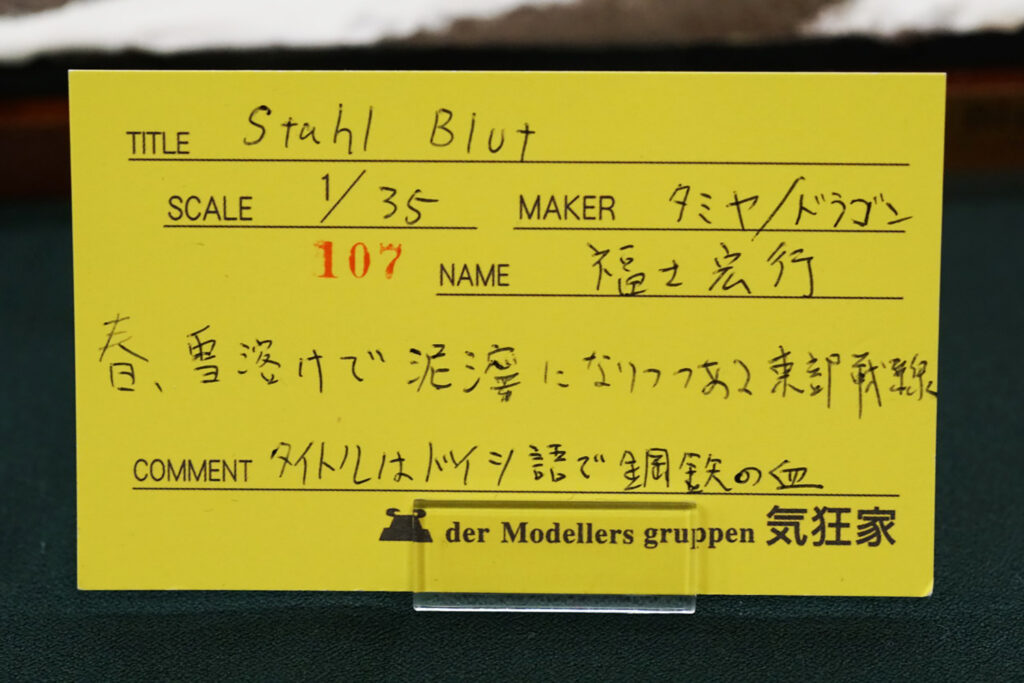 TITLE Stahl Blut
SCALE 1/35 MAKER タミヤ/ドラゴン
107 NAME 福士宏行
春、雪溶けで泥濘になりつつある東部戦線
COMMENT タイトルはドイツ語で鋼鉄の血
der Modellers gruppen 気狂家